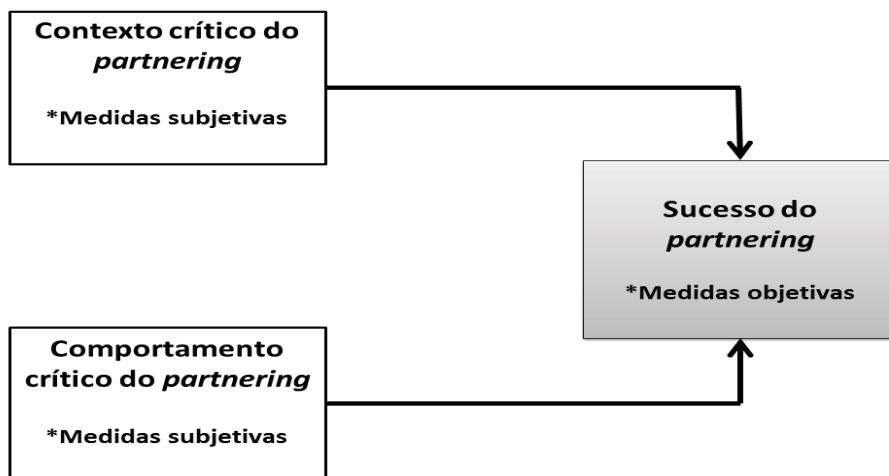 Contexto crítico do
partnering
*Medidas subjetivas
Sucesso do
partnering
*Medidas objetivas
Comportamento
crítico do partnering
*Medidas subjetivas